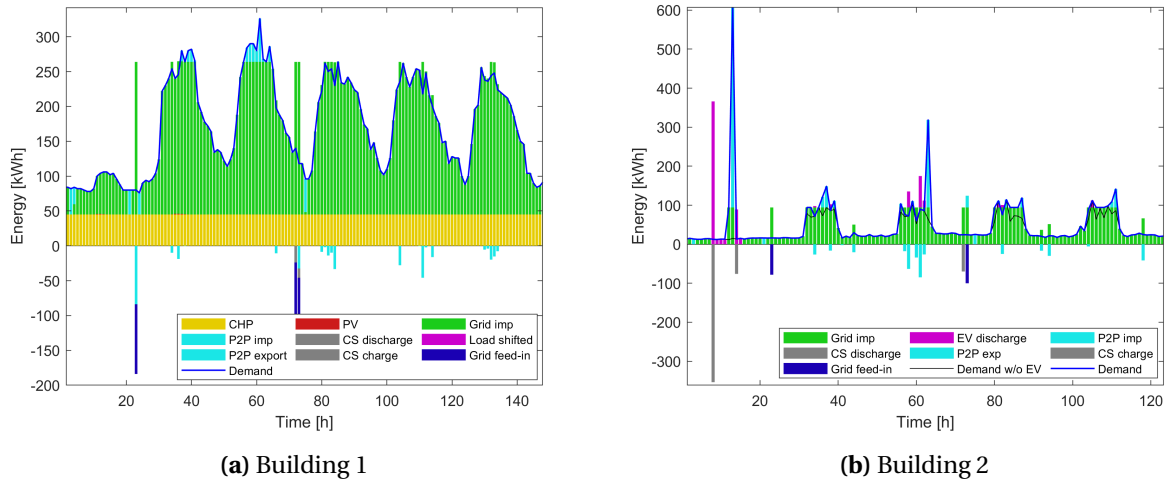 300
250
200
150
100
50
0
-50
-100
-150
-200
Energy [kWh]
CHP PV Grid imp
P2P imp CS discharge Load shifted
P2P export CS charge Grid feed-in
Demand
20 40 60 80 100 120 140
Time [h]
(a) Building 1
600
500
400
300
200
100
0
-100
-200
-300
Energy [kWh]
Grid imp EV discharge P2P imp
CS discharge P2P exp CS charge
Grid feed-in Demand w/o EV Demand
20 40 60 80 100 120
Time [h]
(b) Building 2